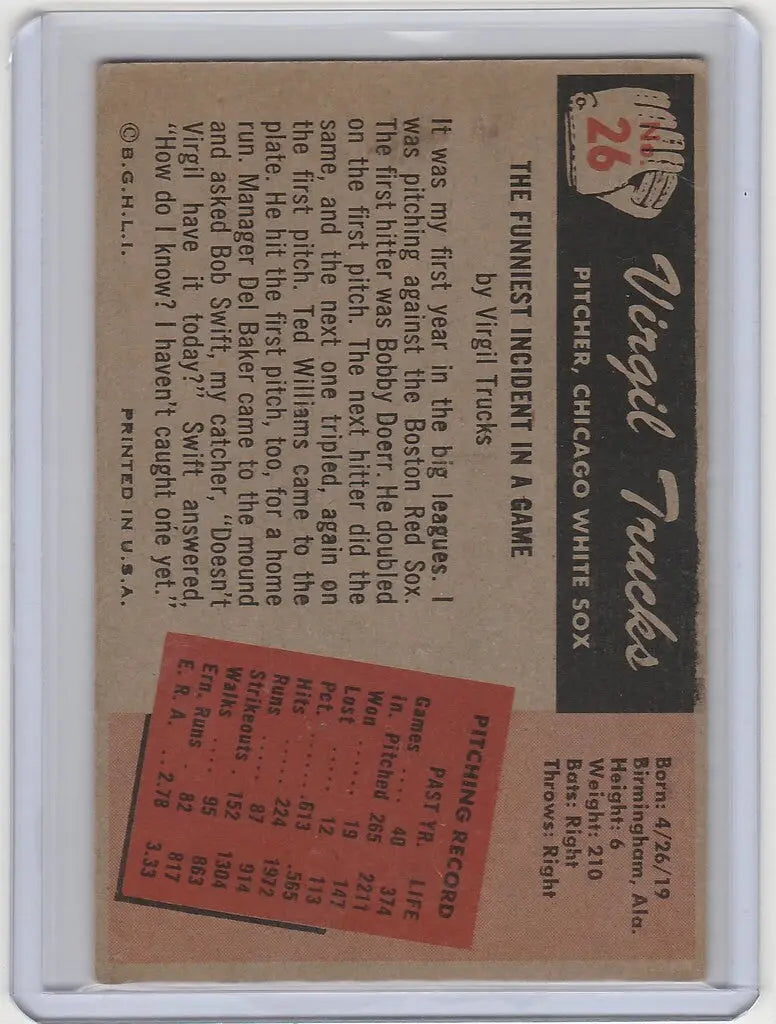 No.
26
Virgil Trucks
PITCHER, CHICAGO WHITE SOX
THE FUNNIEST INCIDENT IN A GAME
by Virgil Trucks
It was my first year in the big leagues. I
was pitching against the Boston Red Sox.
The first hitter was Bobby Doerr. He doubled
on the first pitch. The next hitter did the
same, and the next one tripled, again on
the first pitch. Ted Williams came to the
plate. He hit the first pitch, too, for a home
run. Manager Del Baker came to the mound
and asked Bob Swift, my catcher, "Doesn't
Virgil have it today?" Swift answered,
"How do I know? I haven't caught one yet."
© B.G.H.L.I. PRINTED IN U.S.A.
Born: 4/26/19
Birmingham, Ala.
Height: 6
Weight: 210
Bats: Right
Throws: Right
PITCHING RECORD
PAST YR. LIFE
Games .... 40 374
In. Pitched 265 2211
Won ...... 19 147
Lost ...... 12 113
Pct. ...... .613 .565
Hits ...... 224 1972
Runs ..... 87 914
Strikeouts . 152 1304
Walks .... 95 863
Ern. Runs . 82 817
E. R. A. .. 2.78 3.33